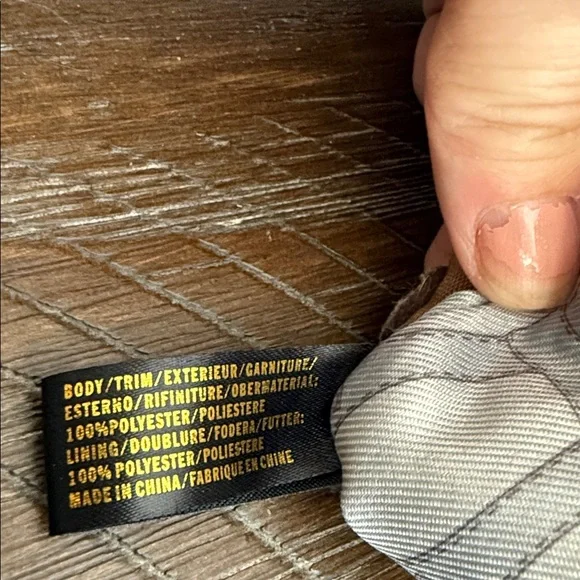 BODY/TRIM/EXTERIEUR/GARNITURE/
ESTERNO/RIFINITURE/OBERMATERIAL:
100%POLYESTER/POLIESTERE
LINING/DOUBLURE/FODERA/FUTTER:
100% POLYESTER/POLIESTERE
MADE IN CHINA/FABRIQUE EN CHINE